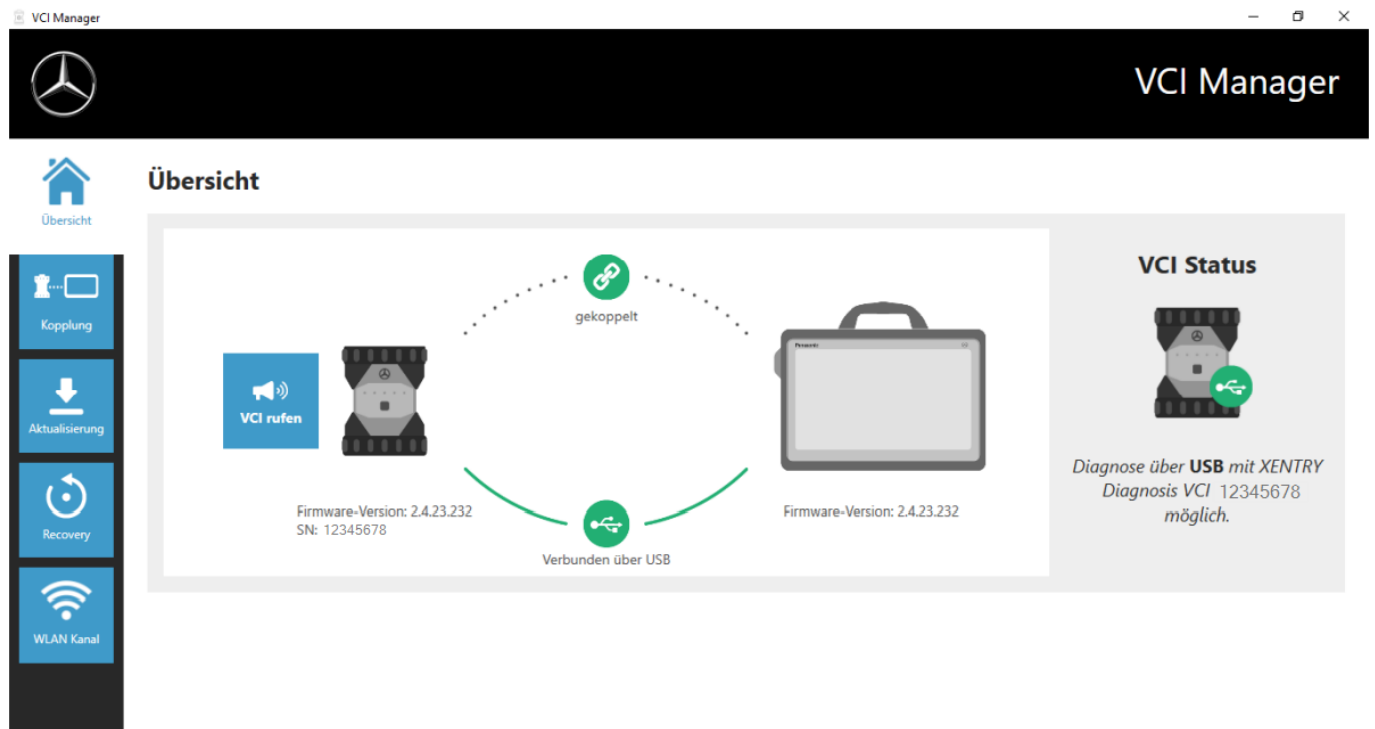 VCI Manager
VCI Manager
Übersicht
Übersicht
Kopplung
Aktualisierung
Recovery
WLAN Kanal
gekoppelt
VCI rufen
Firmware-Version: 2.4.23.232
SN: 12345678
Verbunden über USB
Panasonic
Firmware-Version: 2.4.23.232
VCI Status
Diagnose über USB mit XENTRY
Diagnosis VCI 12345678
möglich.